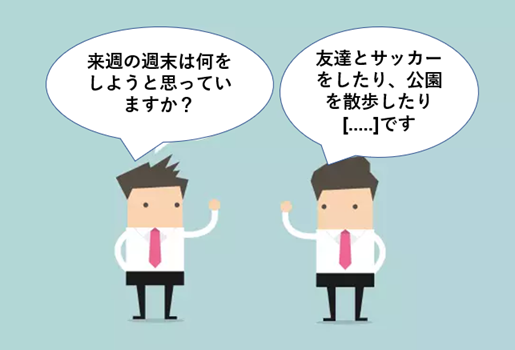 来週の週末は何を
しようと思ってい
ますか？
友達とサッカー
をしたり、公園
を散歩したり
[.....]です